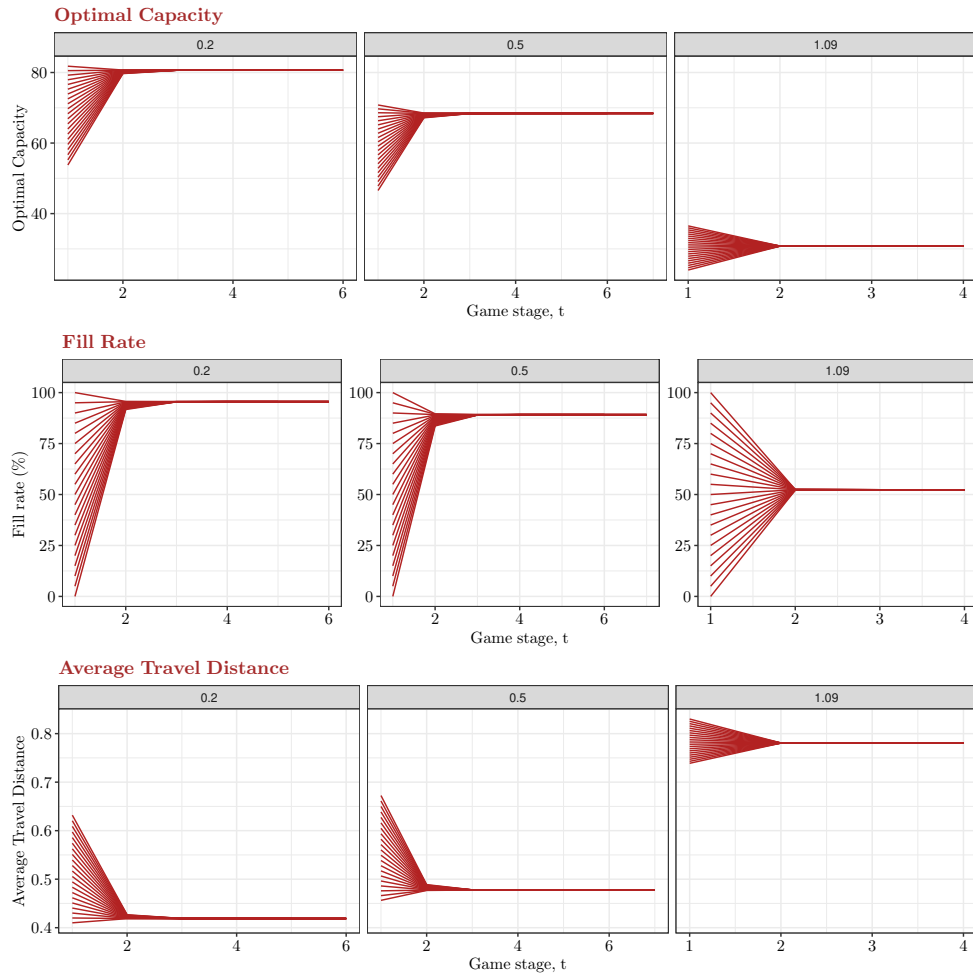 Optimal Capacity
0.2 0.5 1.09
Optimal Capacity
80
60
40
2 4 6 2 4 6 1 2 3 4
Game stage, t
Fill Rate
0.2 0.5 1.09
Fill rate (%)
100 100 100
75 75 75
50 50 50
25 25 25
0 0 0
2 4 6 2 4 6 1 2 3 4
Game stage, t
Average Travel Distance
0.2 0.5 1.09
Average Travel Distance
0.8
0.7
0.6
0.5
0.4
2 4 6 2 4 6 1 2 3 4
Game stage, t